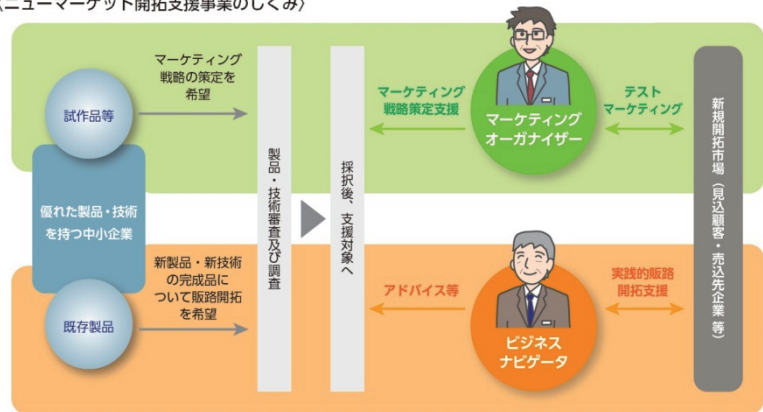 〈ニューマーケット開拓支援事業のしくみ〉
試作品等
マーケティング
戦略の策定を
希望
優れた製品・技術
を持つ中小企業
既存製品
新製品・新技術
の完成品に
ついて販路開拓
を希望
製品・技術審査及び調査
採択後、支援対象へ
マーケティング
戦略策定支援
マーケティング
オーガナイザー
テスト
マーケティング
アドバイス等
ビジネス
ナビゲータ
実践的販路
開拓支援
新規開拓市場（見込顧客・売込先企業 等）